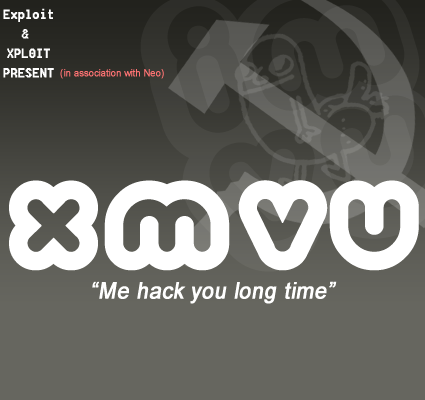 Exploit
&
XPL0IT
PRESENT (in association with Neo)
xmvu
“Me hack you long time”